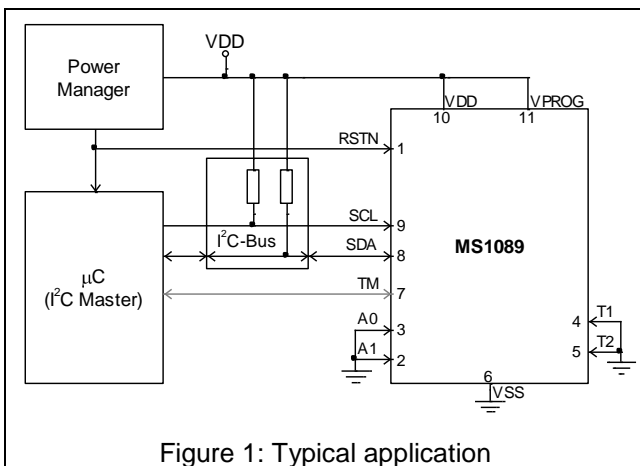 VDD
Power
Manager
VDD VPROG
10 11
RSTN
1
SCL
9
I²C-Bus
SDA
8
MS1089
µC
(I²C Master)
TM
7
A0
3
A1
2
T1
4
T2
5
6
VSS
Figure 1: Typical application